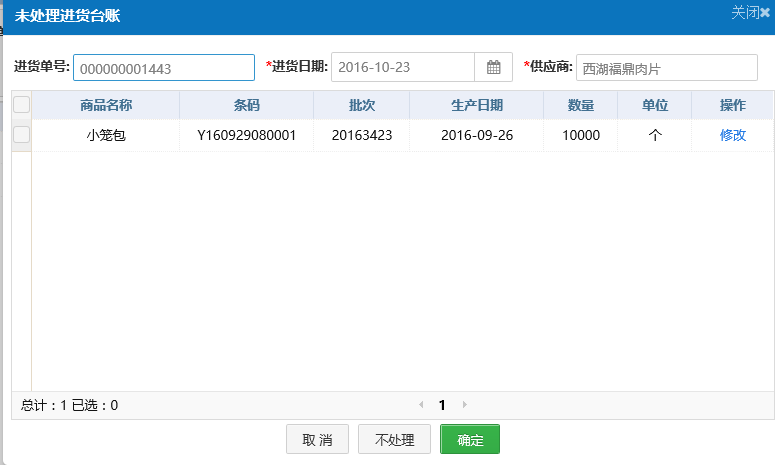 未处理进货台账 关闭
进货单号: 000000001443 *进货日期: 2016-10-23 *供应商: 西湖福鼎肉片
商品名称 条码 批次 生产日期 数量 单位 操作
小笼包 Y160929080001 20163423 2016-09-26 10000 个 修改
总计：1 已选：0 1
取 消 不处理 确定